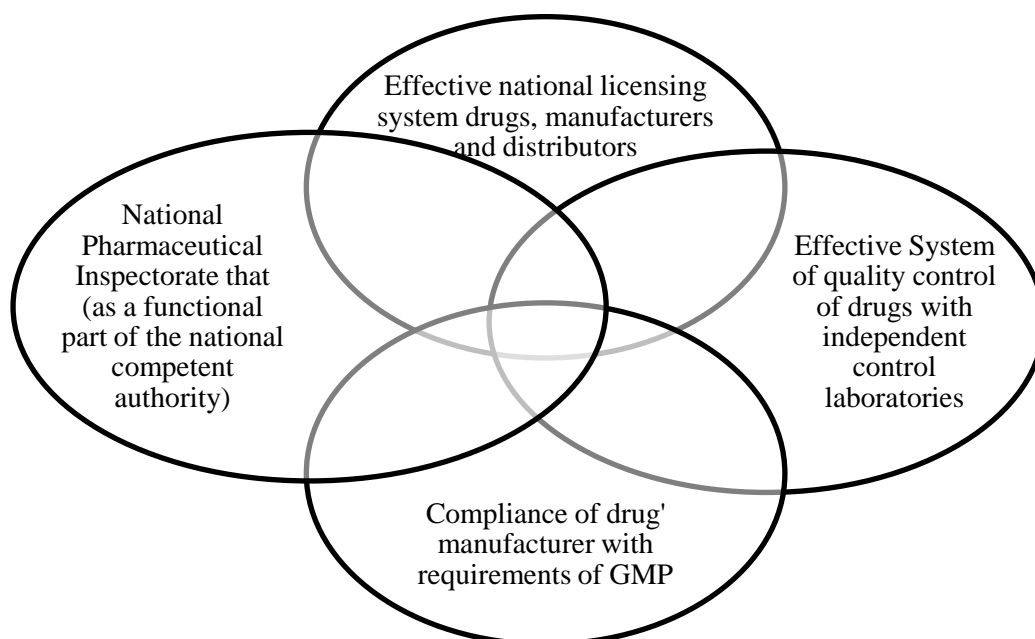 Effective national licensing
system drugs, manufacturers
and distributors
National
Pharmaceutical
Inspectorate that
(as a functional
part of the national
competent
authority)
Effective System
of quality control
of drugs with
independent
control
laboratories
Compliance of drug'
manufacturer with
requirements of GMP